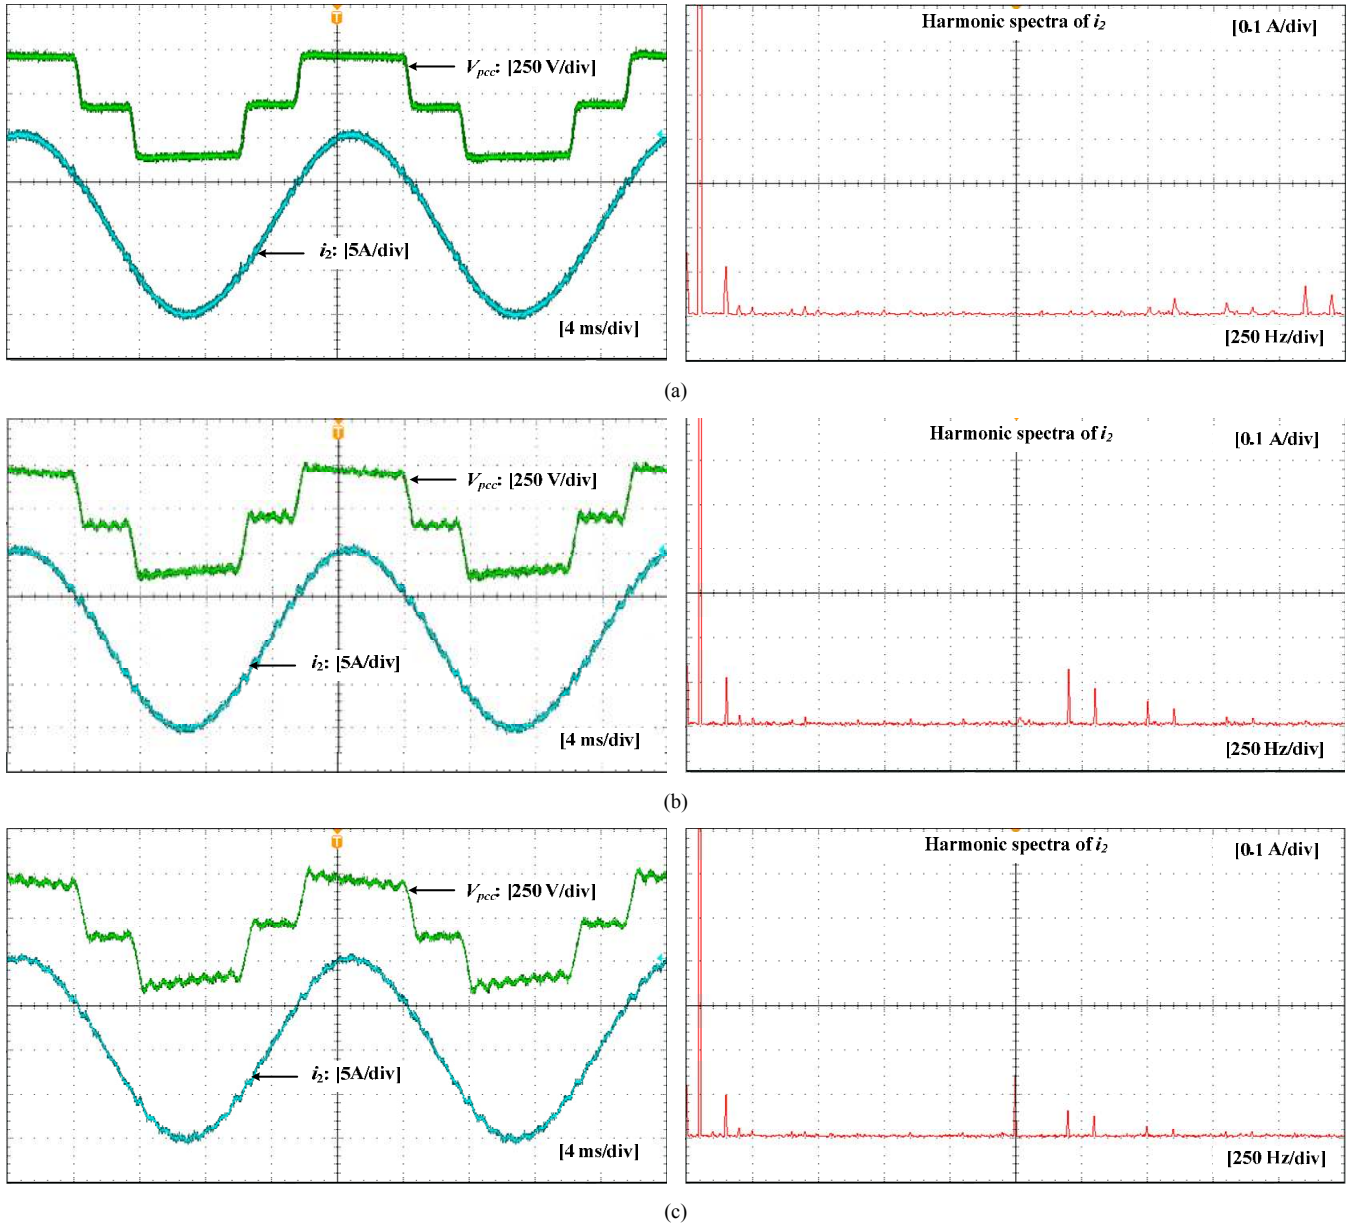 T
Harmonic spectra of i2
[0.1 A/div]
Vpcc: [250 V/div]
i2: [5A/div]
[4 ms/div]
[250 Hz/div]
(a)
T
Harmonic spectra of i2
[0.1 A/div]
Vpcc: [250 V/div]
i2: [5A/div]
[4 ms/div]
[250 Hz/div]
(b)
T
Harmonic spectra of i2
[0.1 A/div]
Vpcc: [250 V/div]
i2: [5A/div]
[4 ms/div]
[250 Hz/div]
(c)